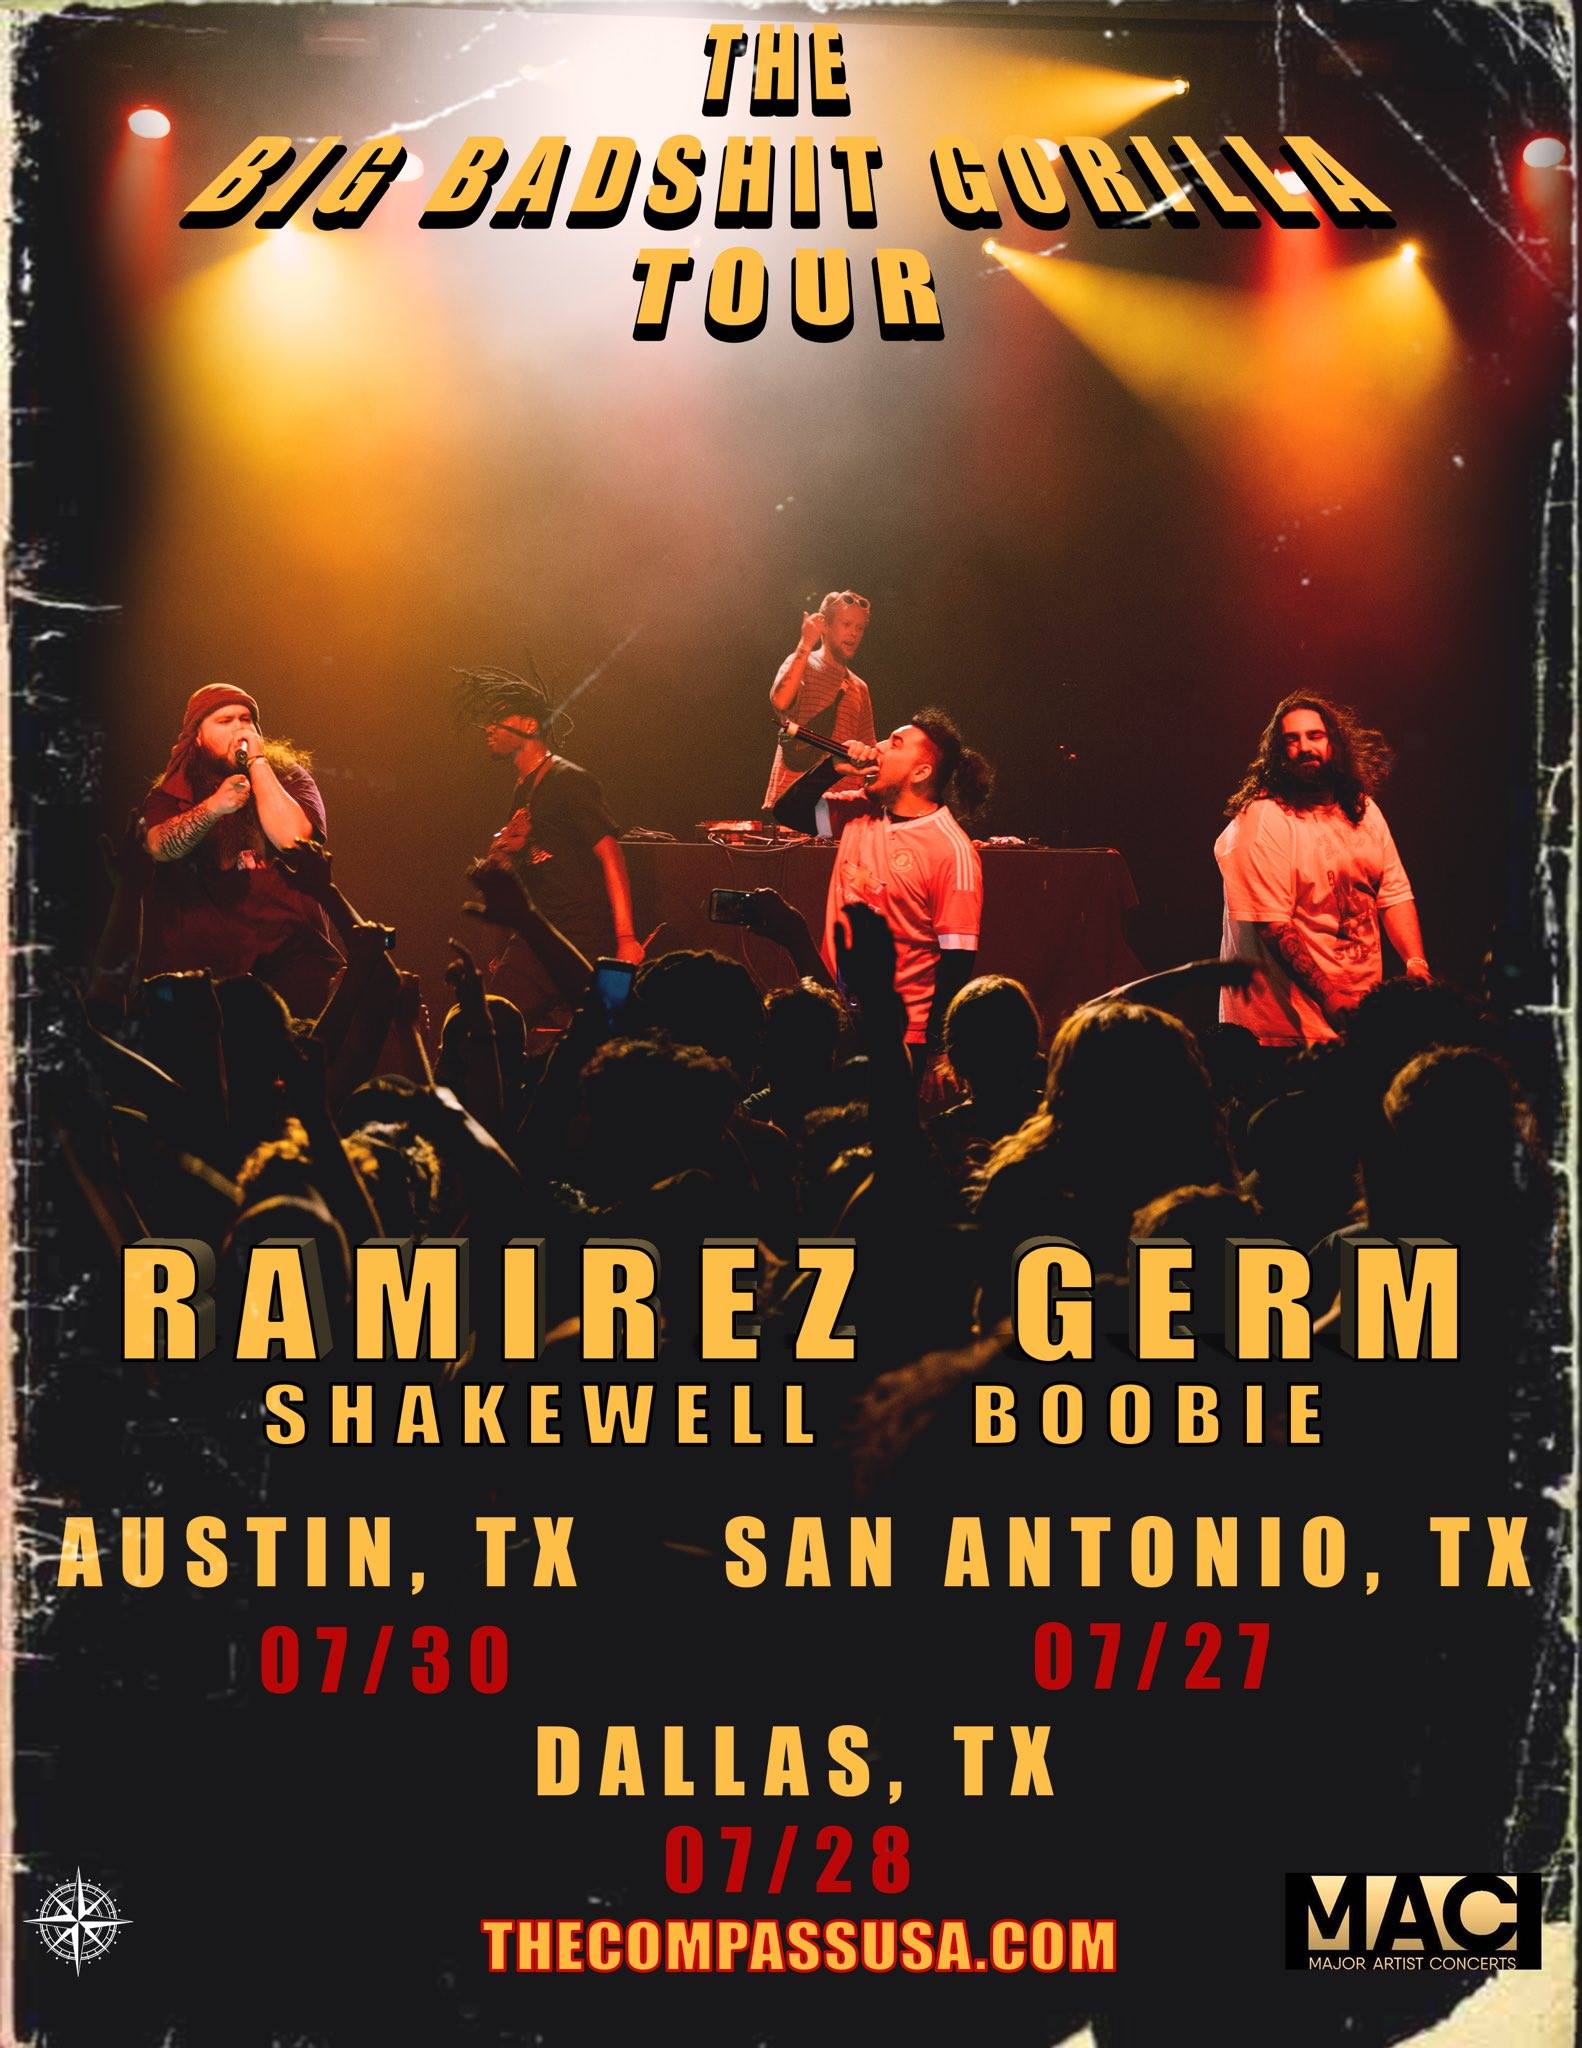 THE
BIG BADSHIT GORILLA
TOUR
RAMIREZ GERM
SHAKEWELL BOOBIE
AUSTIN, TX SAN ANTONIO, TX
07/30 07/27
DALLAS, TX
07/28
THECOMPASSUSA.COM
MAC
MAJOR ARTIST CONCERTS